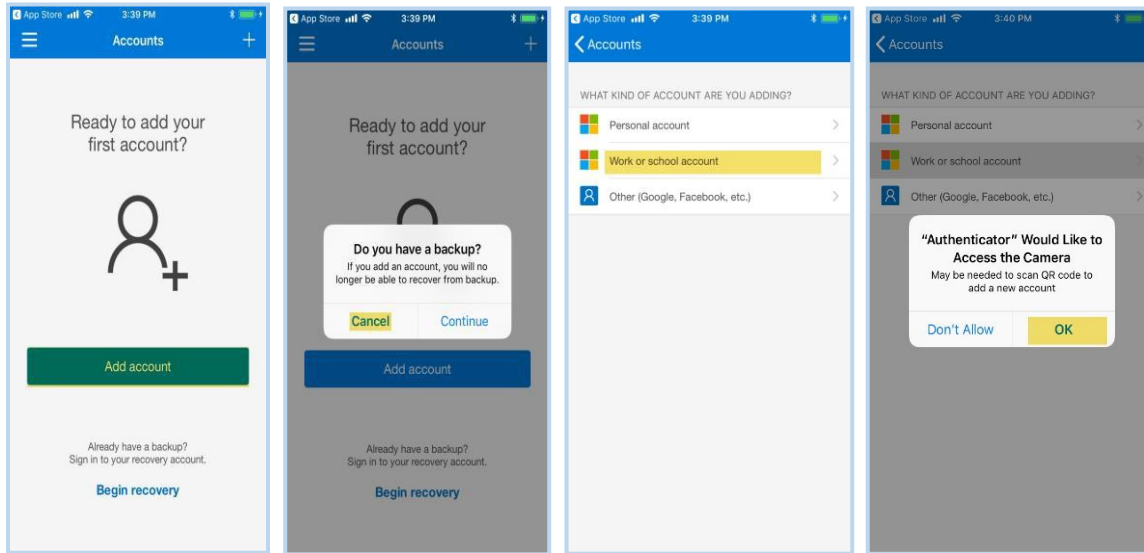 App Store 3:39 PM
Accounts
Ready to add your
first account?
Add account
Already have a backup?
Sign in to your recovery account.
Begin recovery
App Store 3:39 PM
Accounts
Ready to add your
first account?
Do you have a backup?
If you add an account, you will no
longer be able to recover from backup.
Cancel Continue
Add account
Already have a backup?
Sign in to your recovery account.
Begin recovery
App Store 3:39 PM
Accounts
WHAT KIND OF ACCOUNT ARE YOU ADDING?
Personal account
Work or school account
Other (Google, Facebook, etc.)
App Store 3:40 PM
Accounts
WHAT KIND OF ACCOUNT ARE YOU ADDING?
Personal account
Work or school account
Other (Google, Facebook, etc.)
“Authenticator” Would Like to
Access the Camera
May be needed to scan QR code to
add a new account
Don't Allow OK